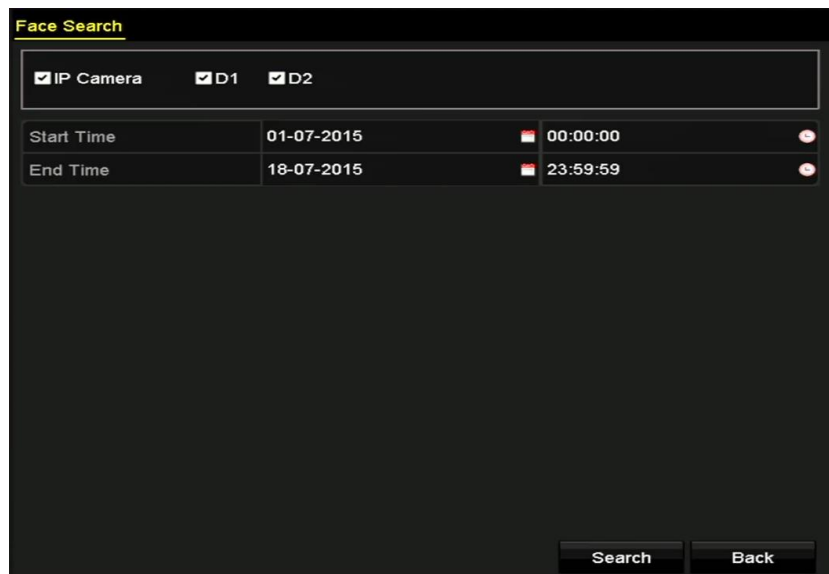 Face Search
IP Camera D1 D2
Start Time 01-07-2015 00:00:00
End Time 18-07-2015 23:59:59
Search Back